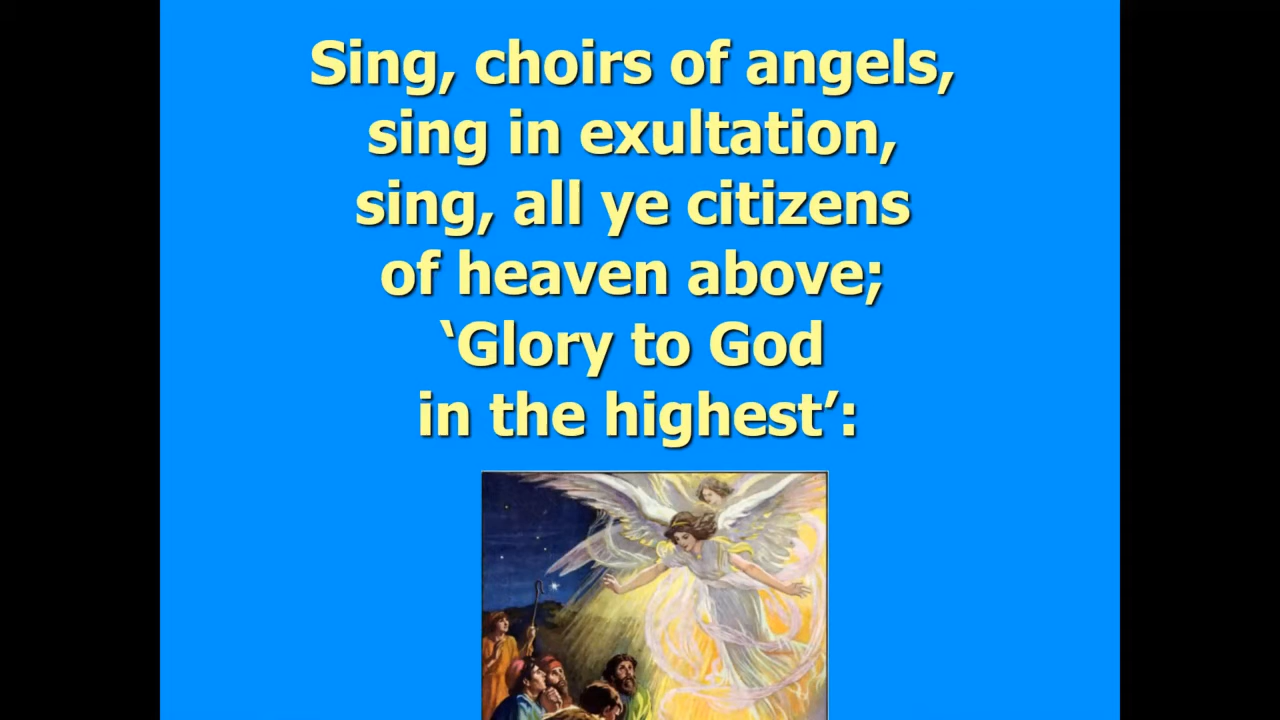 Sing, choirs of angels,
sing in exultation,
sing, all ye citizens
of heaven above;
‘Glory to God
in the highest’: